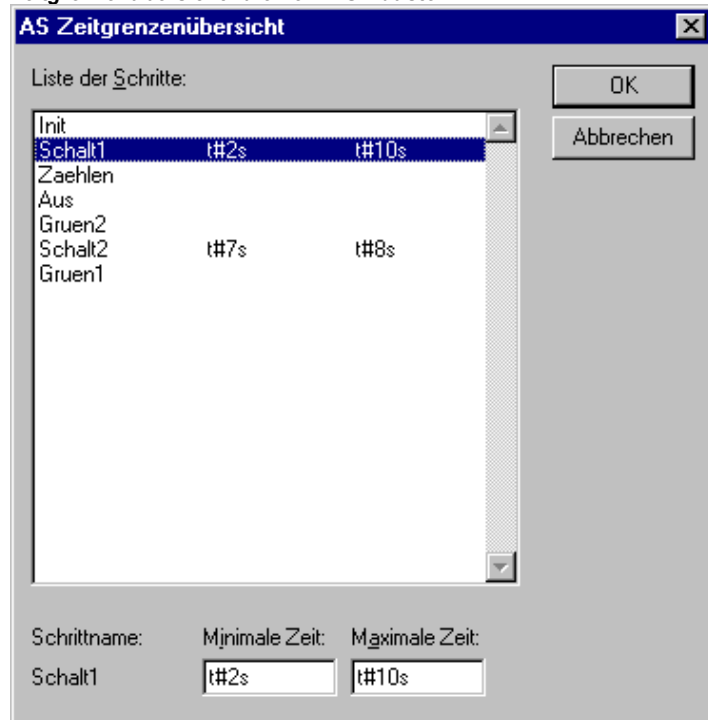 AS Zeitgrenzenübersicht
Liste der Schritte:
OK
Abbrechen
Init
Schalt1 t#2s t#10s
Zaehlen
Aus
Gruen2
Schalt2 t#7s t#8s
Gruen1
Schrittname: Minimale Zeit: Maximale Zeit:
Schalt1 t#2s t#10s